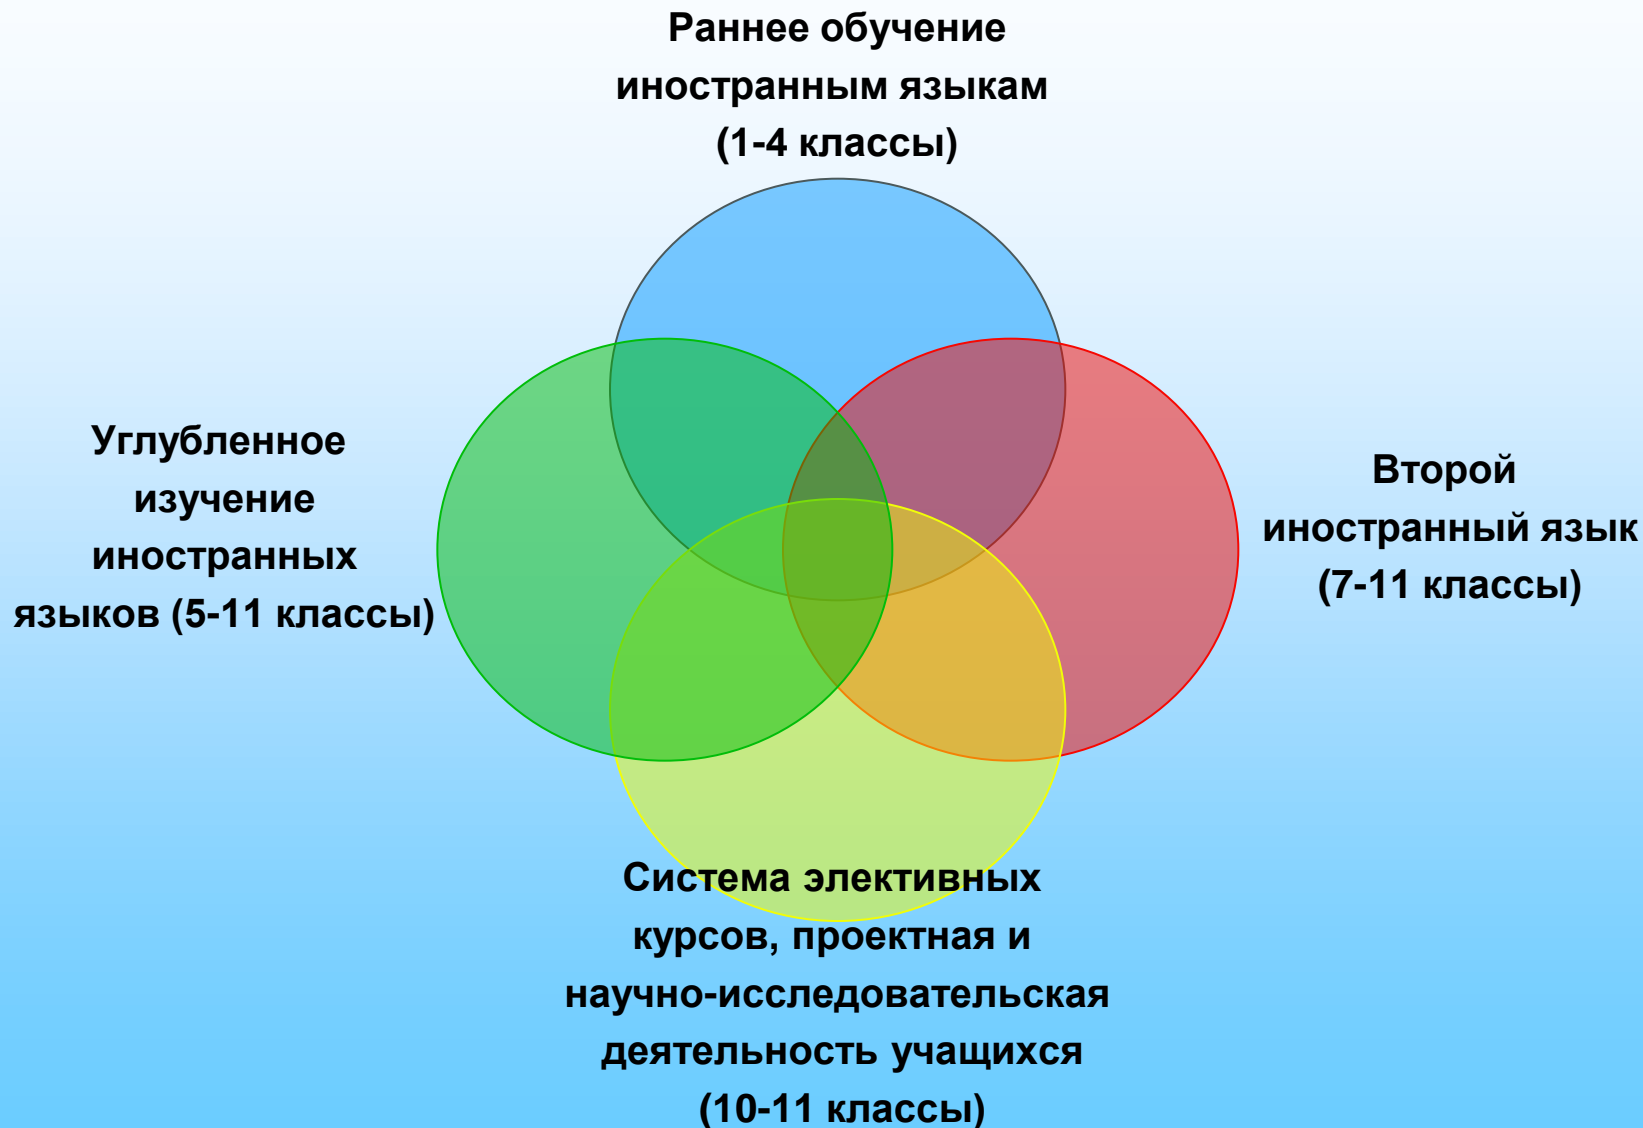 Раннее обучение
иностранным языкам
(1-4 классы)
Углубленное
изучение
иностранных
языков (5-11 классы)
Второй
иностранный язык
(7-11 классы)
Система элективных
курсов, проектная и
научно-исследовательская
деятельность учащихся
(10-11 классы)